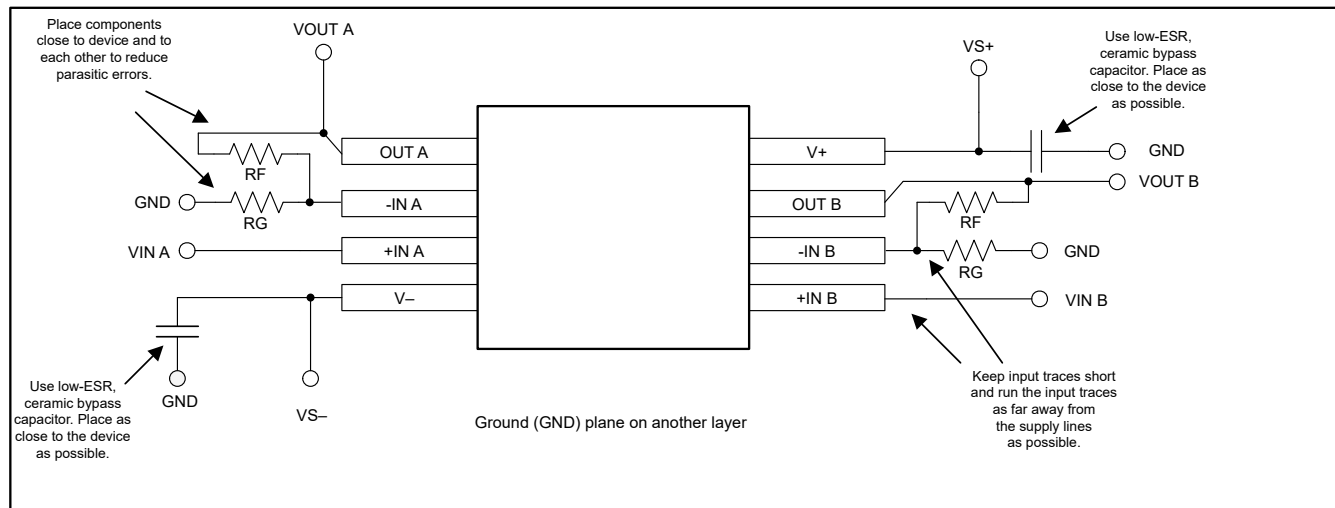 Place components
close to device and to
each other to reduce
parasitic errors.
VOUT A
VS+
Use low-ESR,
ceramic bypass
capacitor. Place as
close to the device
as possible.
OUT A
V+
GND
RF
VOUT B
GND
-IN A
OUT B
RF
RG
VIN A
+IN A
-IN B
GND
RG
V–
+IN B
VIN B
Use low-ESR,
ceramic bypass
capacitor. Place as
close to the device
as possible.
GND
VS–
Ground (GND) plane on another layer
Keep input traces short
and run the input traces
as far away from
the supply lines
as possible.